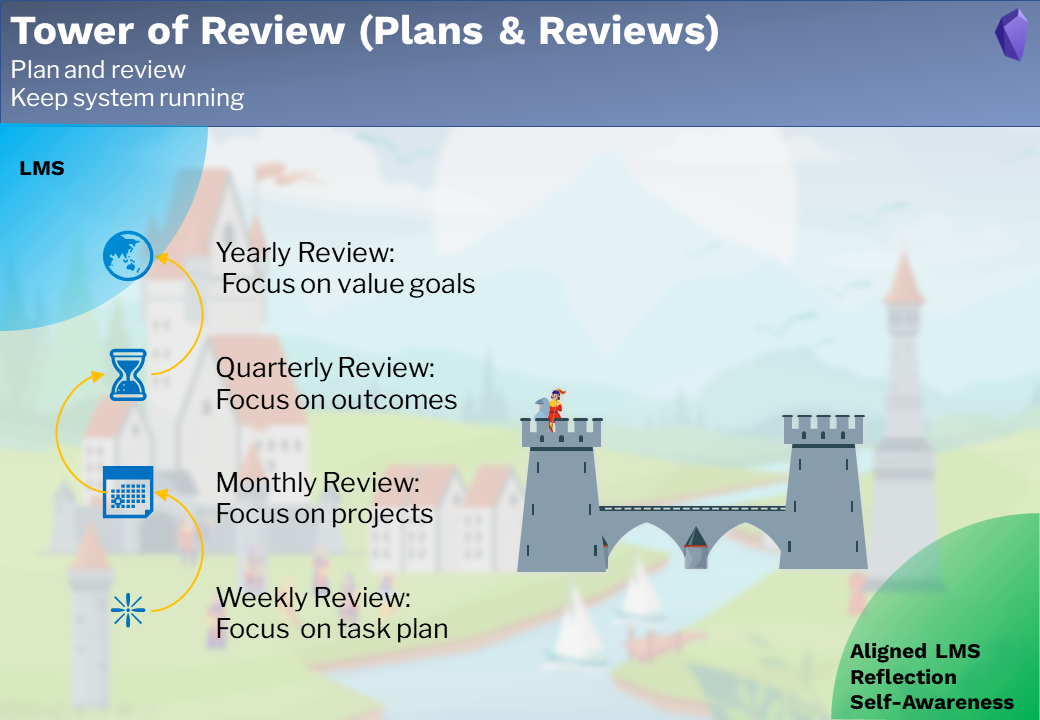 Tower of Review (Plans & Reviews)
Plan and review
Keep system running
LMS
Yearly Review:
Focus on value goals
Quarterly Review:
Focus on outcomes
Monthly Review:
Focus on projects
Weekly Review:
Focus on task plan
Aligned LMS
Reflection
Self-Awareness